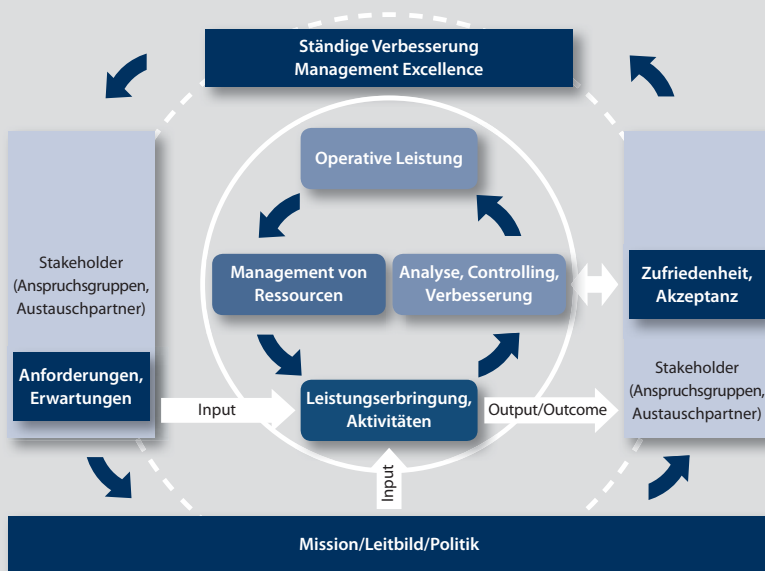 Ständige Verbesserung
Management Excellence
Operative Leistung
Stakeholder
(Anspruchsgruppen,
Austauschpartner)
Management von
Ressourcen
Analyse, Controlling,
Verbesserung
Zufriedenheit,
Akzeptanz
Anforderungen,
Erwartungen
Input
Leistungserbringung,
Aktivitäten
Output/Outcome
Stakeholder
(Anspruchsgruppen,
Austauschpartner)
Input
Mission/Leitbild/Politik